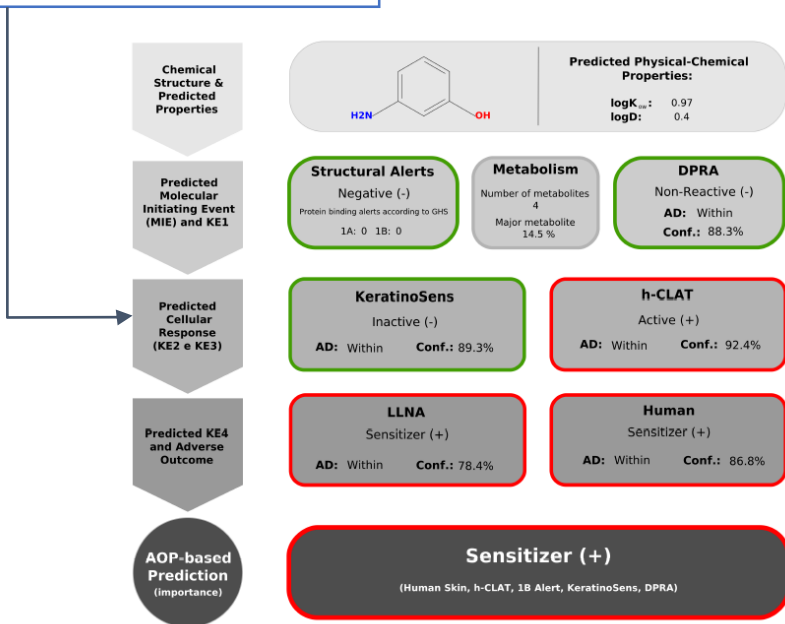 Chemical
Structure &
Predicted
Properties
H2N
OH
Predicted Physical-Chemical
Properties:
logKow: 0.97
logD: 0.4
Predicted
Molecular
Initiating Event
(MIE) and KE1
Structural Alerts
Negative (-)
Protein binding alerts according to GHS
1A: 0 1B: 0
Metabolism
Number of metabolites
4
Major metabolite
14.5 %
DPRA
Non-Reactive (-)
AD: Within
Conf.: 88.3%
Predicted
Cellular
Response
(KE2 e KE3)
KeratinoSens
Inactive (-)
AD: Within Conf.: 89.3%
h-CLAT
Active (+)
AD: Within Conf.: 92.4%
Predicted KE4
and Adverse
Outcome
LLNA
Sensitizer (+)
AD: Within Conf.: 78.4%
Human
Sensitizer (+)
AD: Within Conf.: 86.8%
AOP-based
Prediction
(importance)
Sensitizer (+)
(Human Skin, h-CLAT, 1B Alert, KeratinoSens, DPRA)